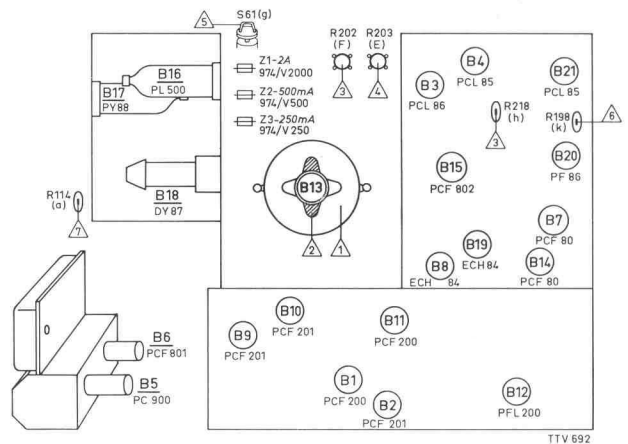 5
S61(g)
R202
(F)
R203
(E)
3
4
Z1-2A
974/V2000
Z2-500mA
974/V500
Z3-250mA
974/V250
B16
PL 500
B17
PY88
B18
DY87
R114
(a)
7
B13
2
1
B4
PCL 85
B3
PCL 86
B21
PCL 85
R218
(h)
3
R198
(k)
6
B15
PCF 802
B20
PF 86
B7
PCF 80
B19
ECH 84
B8
ECH 84
B14
PCF 80
B10
PCF 201
B9
PCF 201
B11
PCF 200
B1
PCF 200
B2
PCF 201
B12
PFL 200
B6
PCF 801
B5
PC 900
0
TTV 692